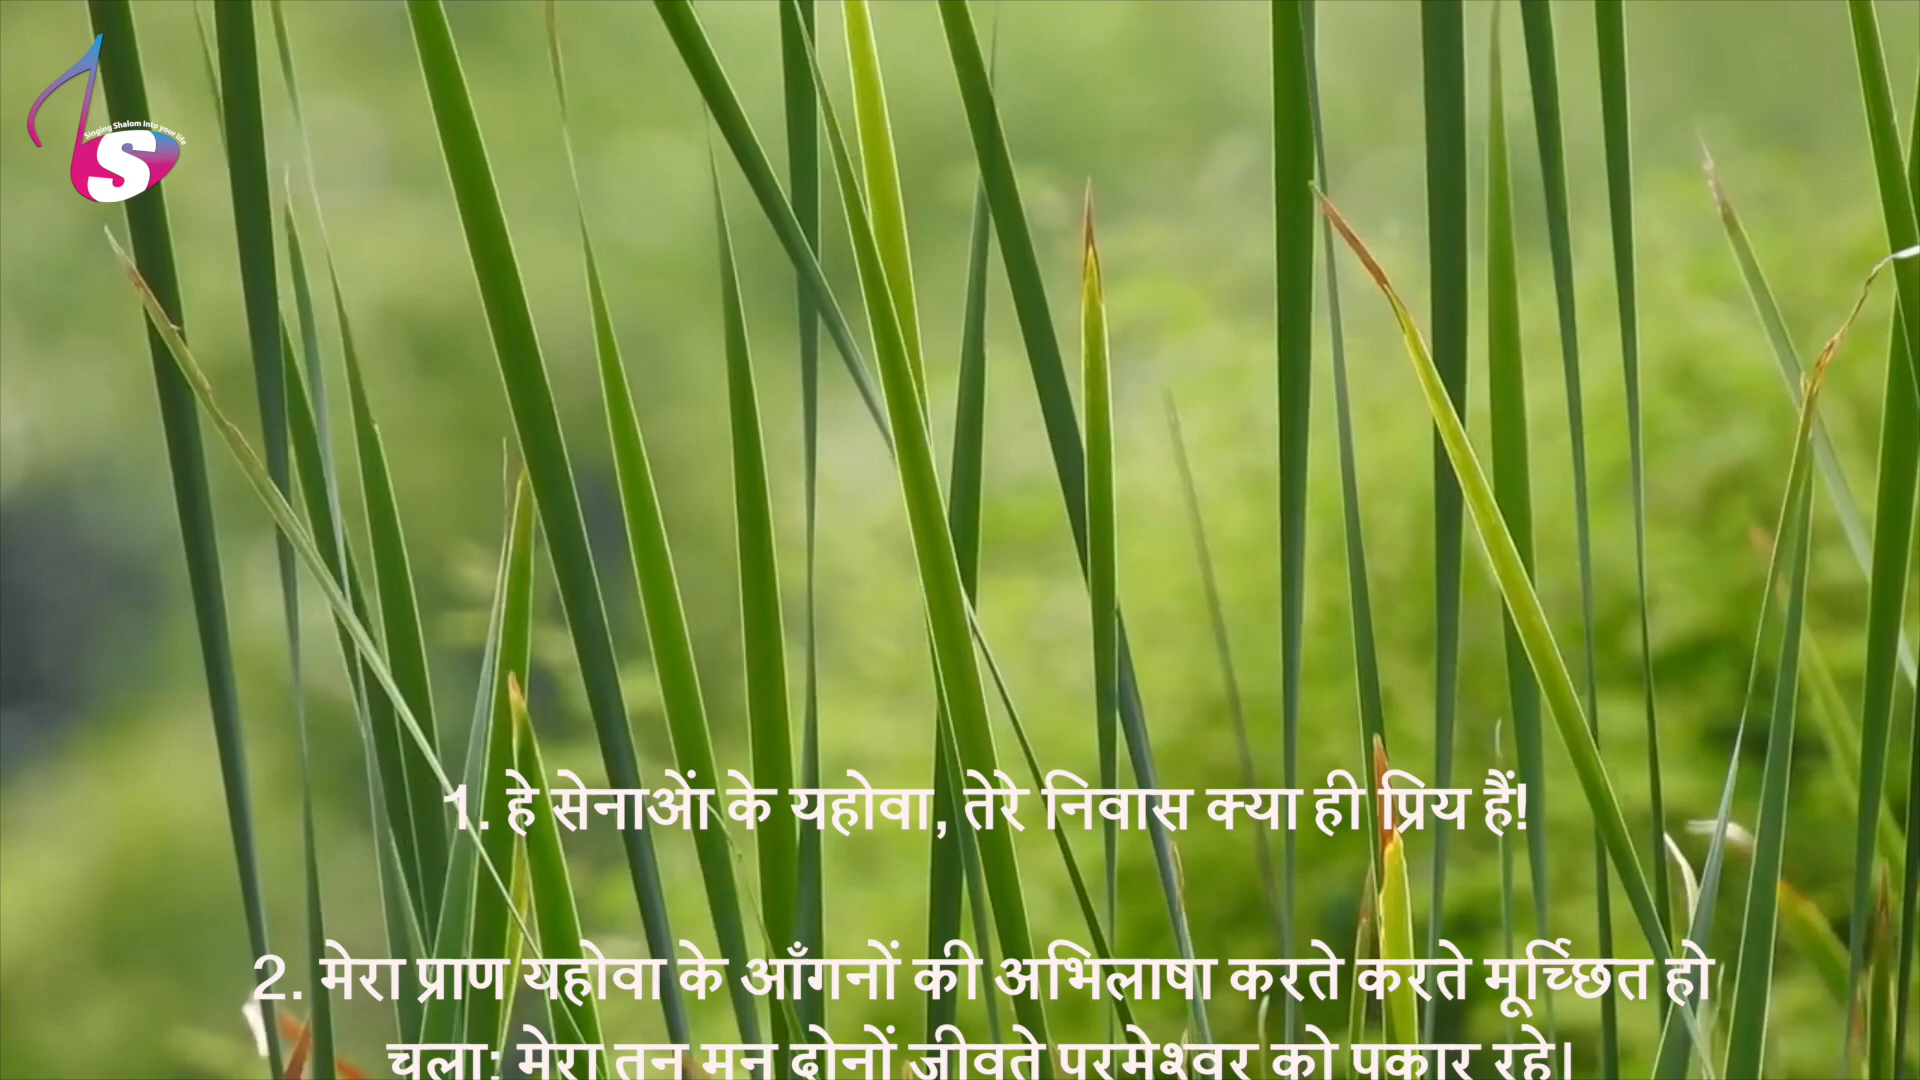 Singing Shalom Into your life
S
1. हे सेनाओं के यहोवा, तेरे निवास क्या ही प्रिय हैं!
2. मेरा प्राण यहोवा के आँगनों की अभिलाषा करते करते मूर्च्छित हो
चला; मेरा तन मन दोनों जीवते परमेश्वर को पुकार रहे।